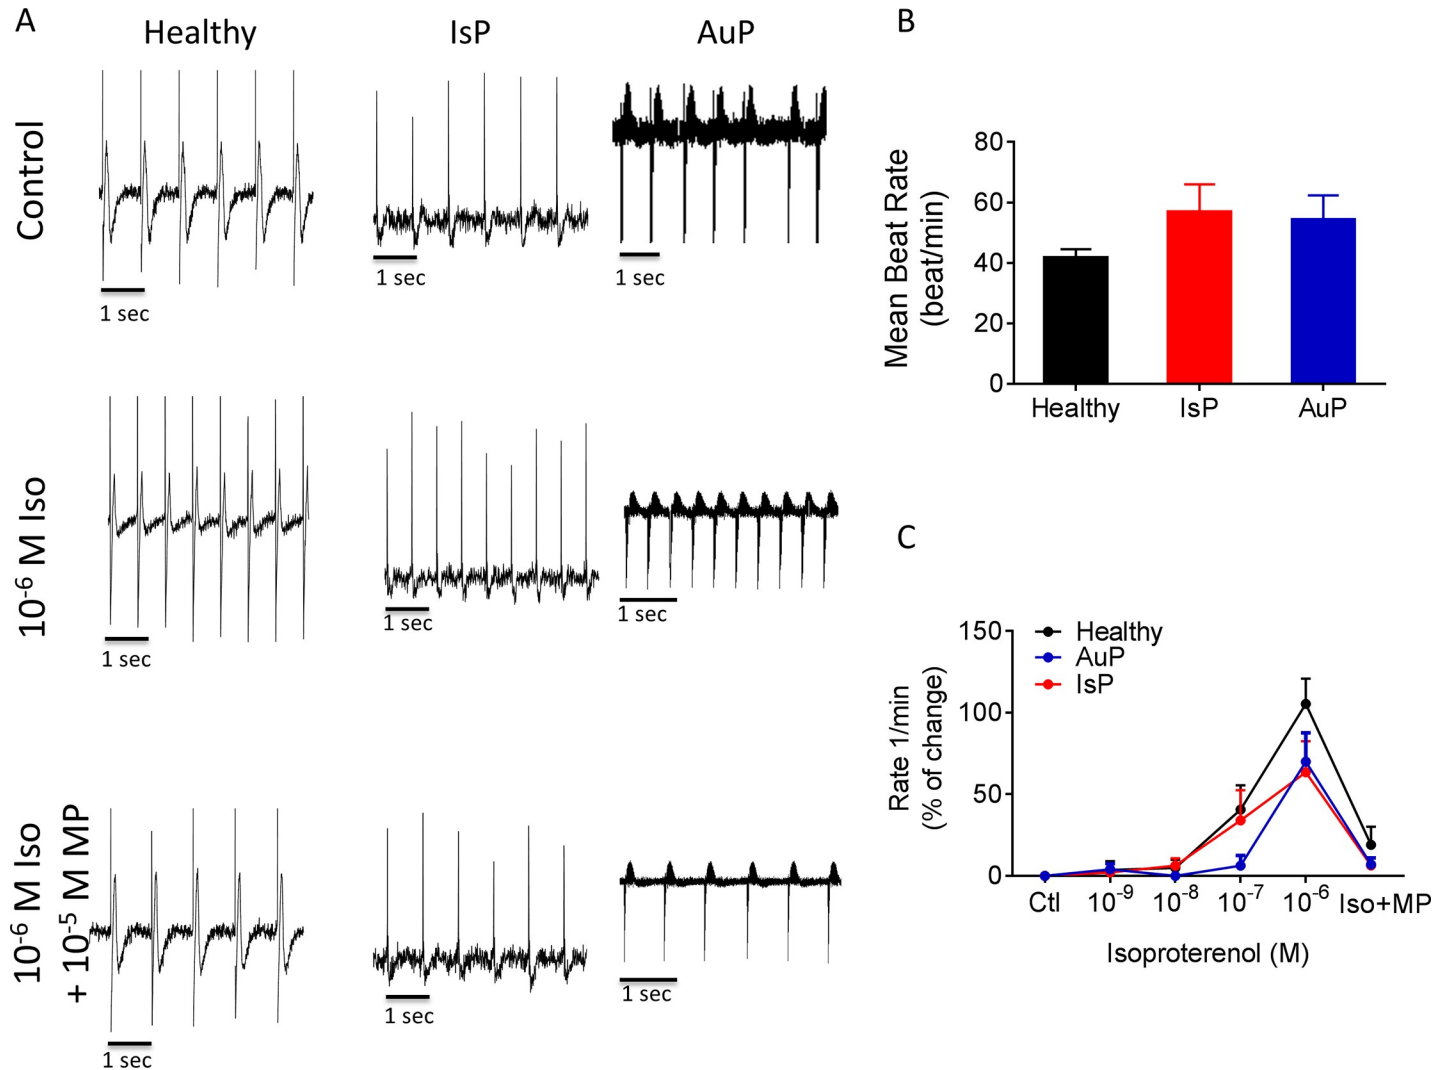 A
Healthy
IsP
AuP
Control
1 sec
1 sec
1 sec
10⁻⁶ M Iso
1 sec
1 sec
1 sec
10⁻⁶ M Iso
+ 10⁻⁵ M MP
1 sec
1 sec
1 sec
B
Mean Beat Rate
(beat/min)
80
60
40
20
0
Healthy
IsP
AuP
C
Rate 1/min
(% of change)
150
100
50
0
Healthy
AuP
IsP
Ctl
10⁻⁹
10⁻⁸
10⁻⁷
10⁻⁶
Iso+MP
Isoproterenol (M)